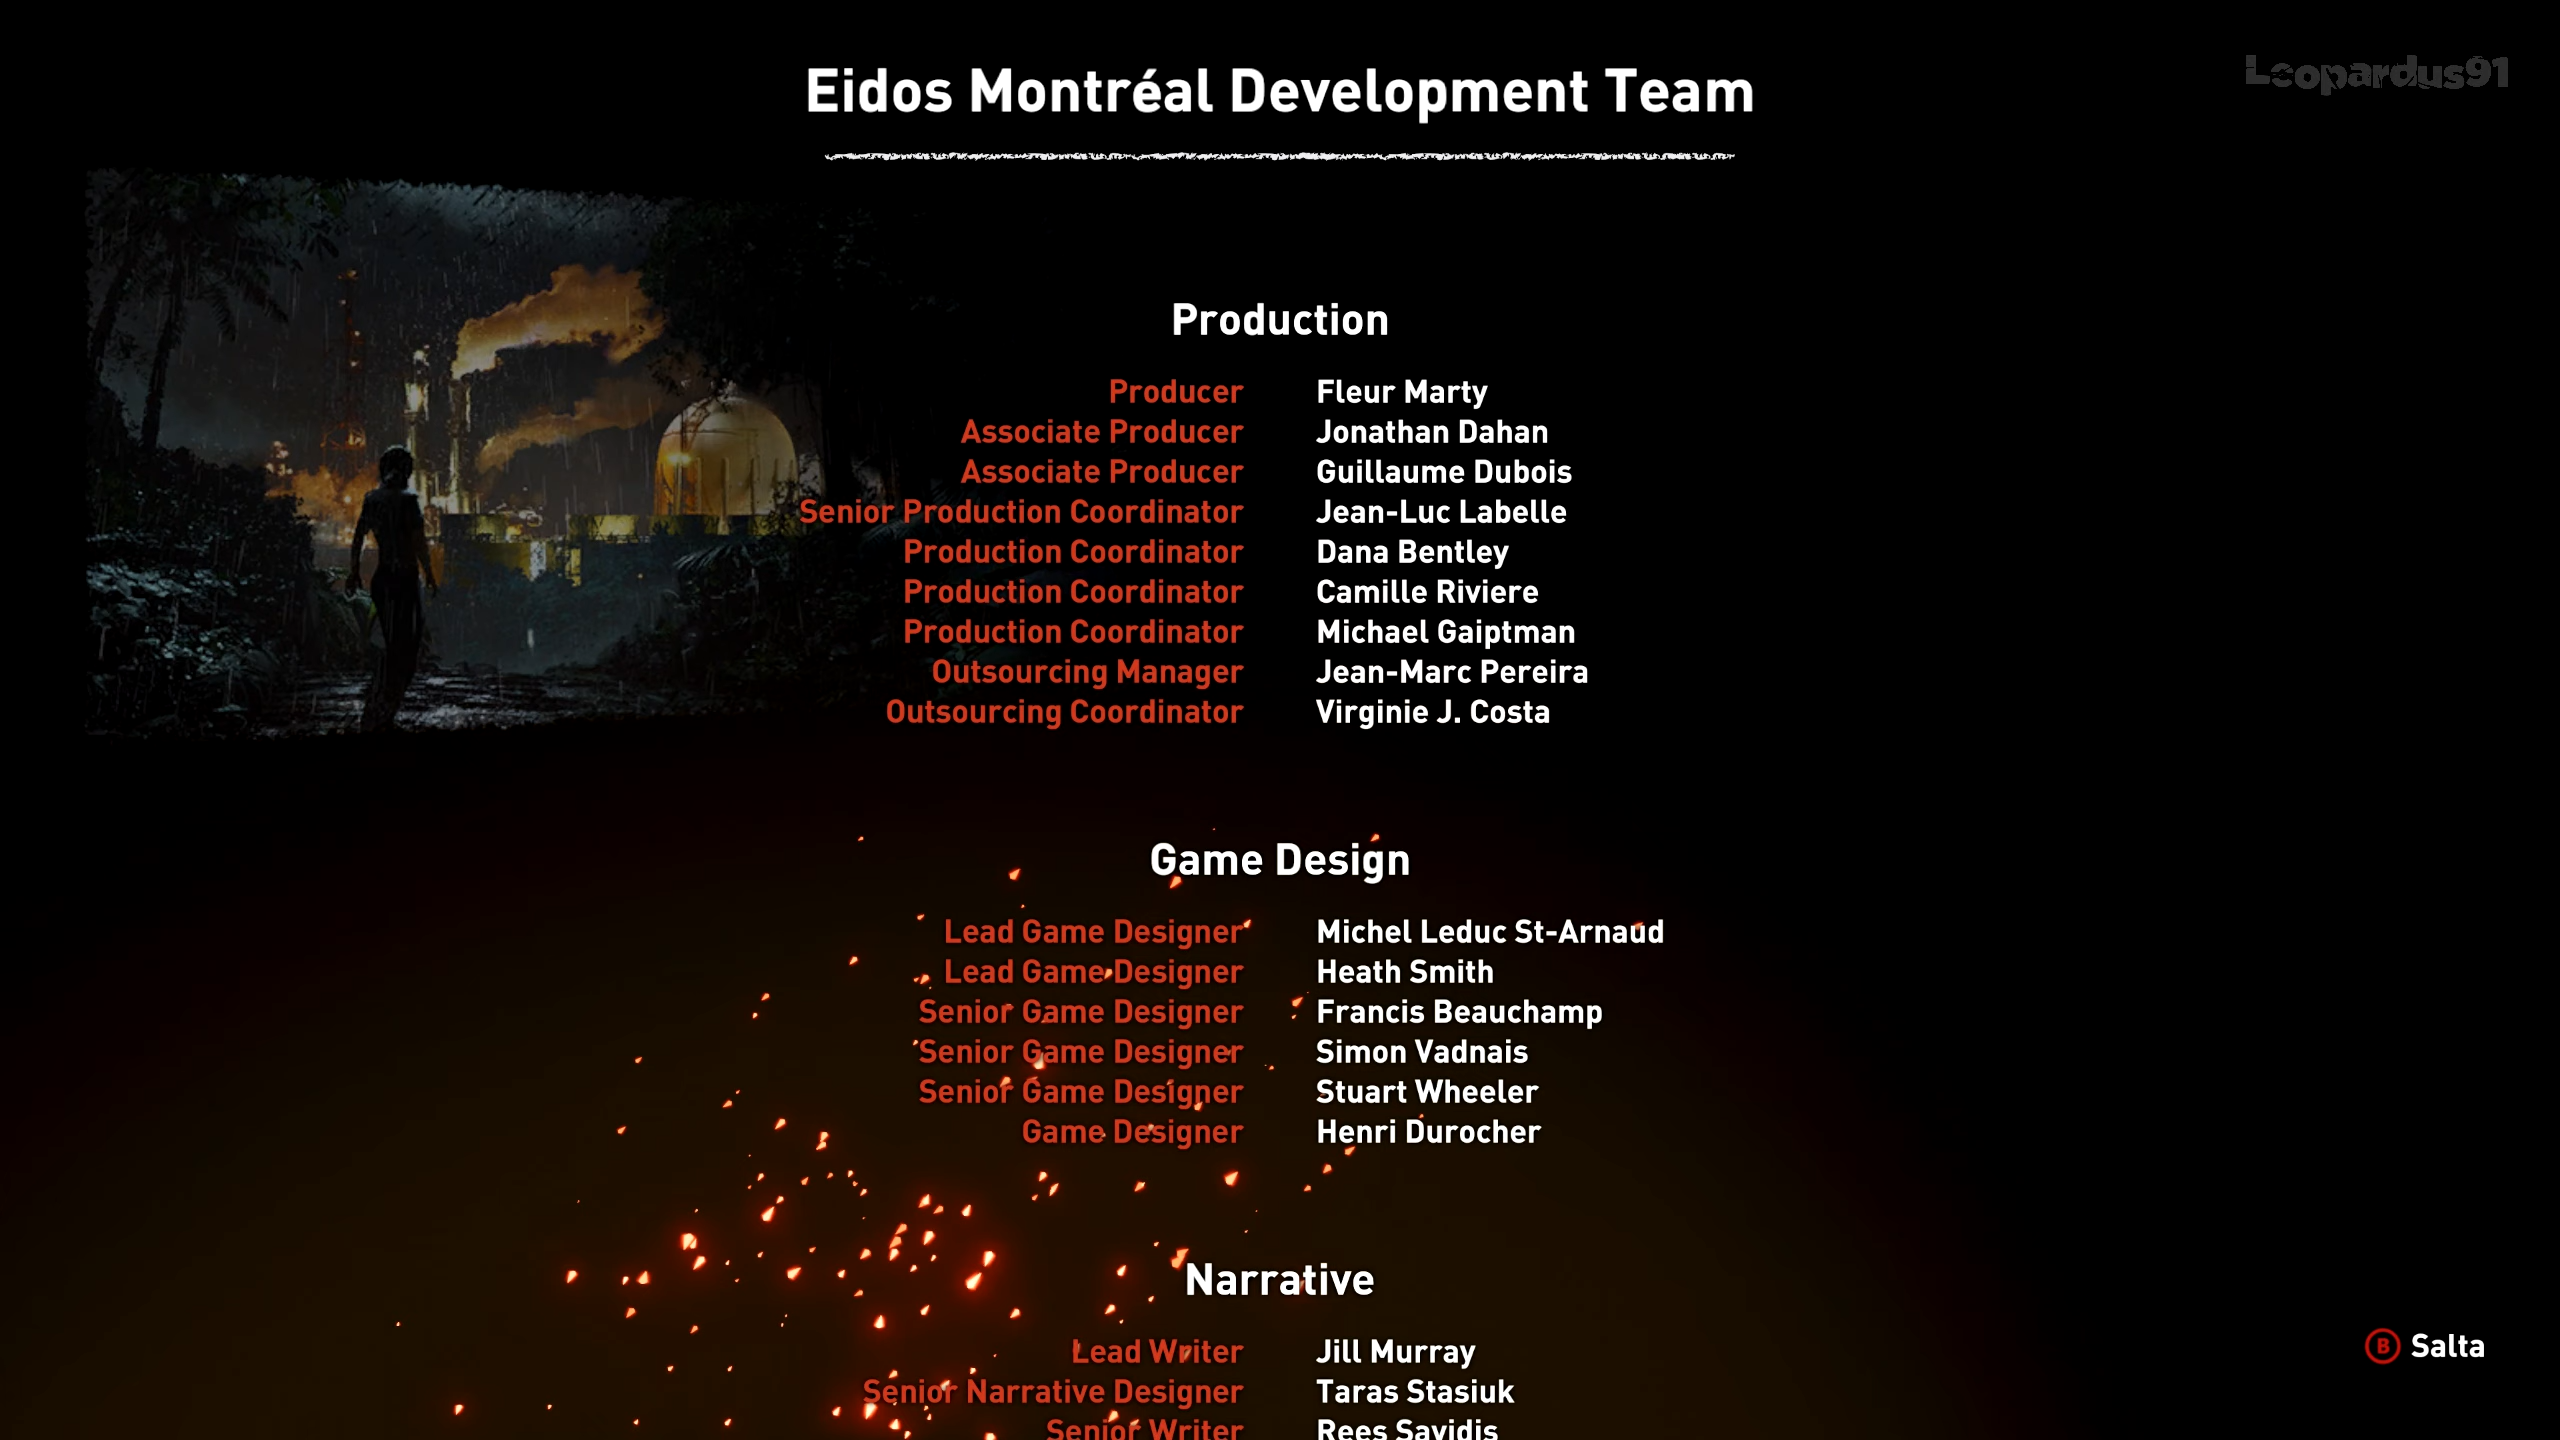 Leopardus91
Eidos Montréal Development Team
Production
Producer Fleur Marty
Associate Producer Jonathan Dahan
Associate Producer Guillaume Dubois
Senior Production Coordinator Jean-Luc Labelle
Production Coordinator Dana Bentley
Production Coordinator Camille Riviere
Production Coordinator Michael Gaiptman
Outsourcing Manager Jean-Marc Pereira
Outsourcing Coordinator Virginie J. Costa
Game Design
Lead Game Designer Michel Leduc St-Arnaud
Lead Game Designer Heath Smith
Senior Game Designer Francis Beauchamp
Senior Game Designer Simon Vadnais
Senior Game Designer Stuart Wheeler
Game Designer Henri Durocher
Narrative
Lead Writer Jill Murray
Senior Narrative Designer Taras Stasiuk
Senior Writer Rees Savidis
B Salta